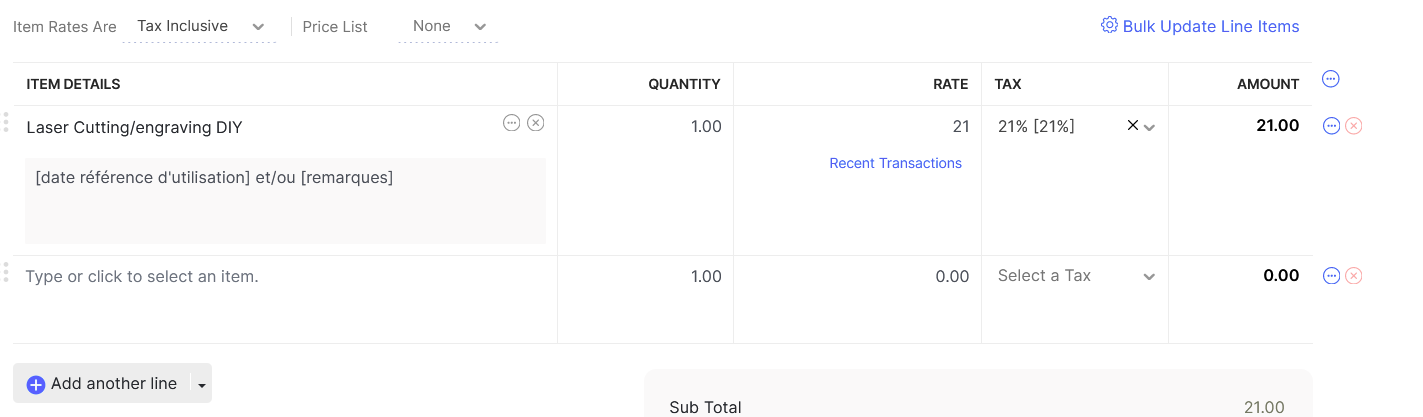 Item Rates Are Tax Inclusive Price List None Bulk Update Line Items
ITEM DETAILS QUANTITY RATE TAX AMOUNT
Laser Cutting/engraving DIY 1.00 21 21% [21%] 21.00
Recent Transactions
[date référence d'utilisation] et/ou [remarques]
Type or click to select an item. 1.00 0.00 Select a Tax 0.00
Add another line
Sub Total 21.00